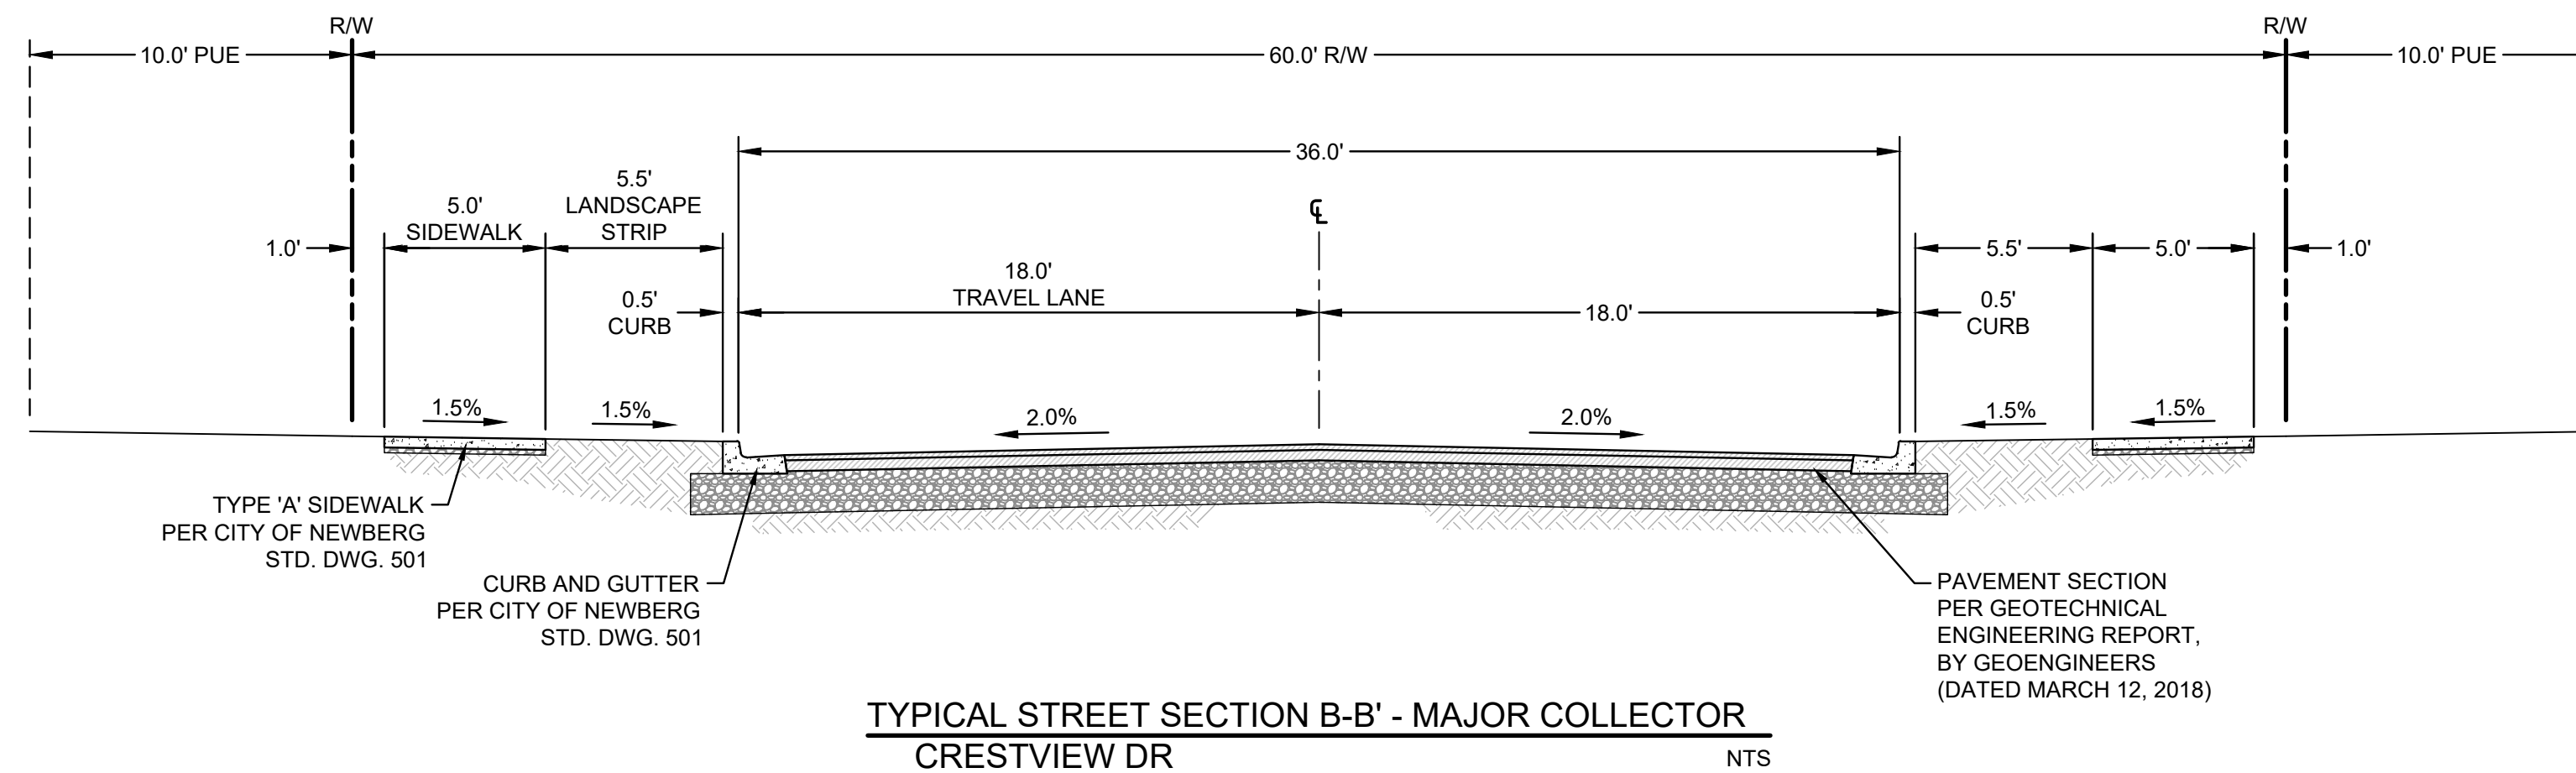 R/W
R/W
10.0' PUE
60.0' R/W
10.0' PUE
36.0'
5.0'
SIDEWALK
5.5'
LANDSCAPE
STRIP
℄
1.0'
5.5'
5.0'
1.0'
18.0'
TRAVEL LANE
18.0'
0.5'
CURB
0.5'
CURB
1.5%
1.5%
2.0%
2.0%
1.5%
1.5%
TYPE 'A' SIDEWALK
PER CITY OF NEWBERG
STD. DWG. 501
CURB AND GUTTER
PER CITY OF NEWBERG
STD. DWG. 501
PAVEMENT SECTION
PER GEOTECHNICAL
ENGINEERING REPORT,
BY GEOENGINEERS
(DATED MARCH 12, 2018)
TYPICAL STREET SECTION B-B' - MAJOR COLLECTOR
CRESTVIEW DR
NTS